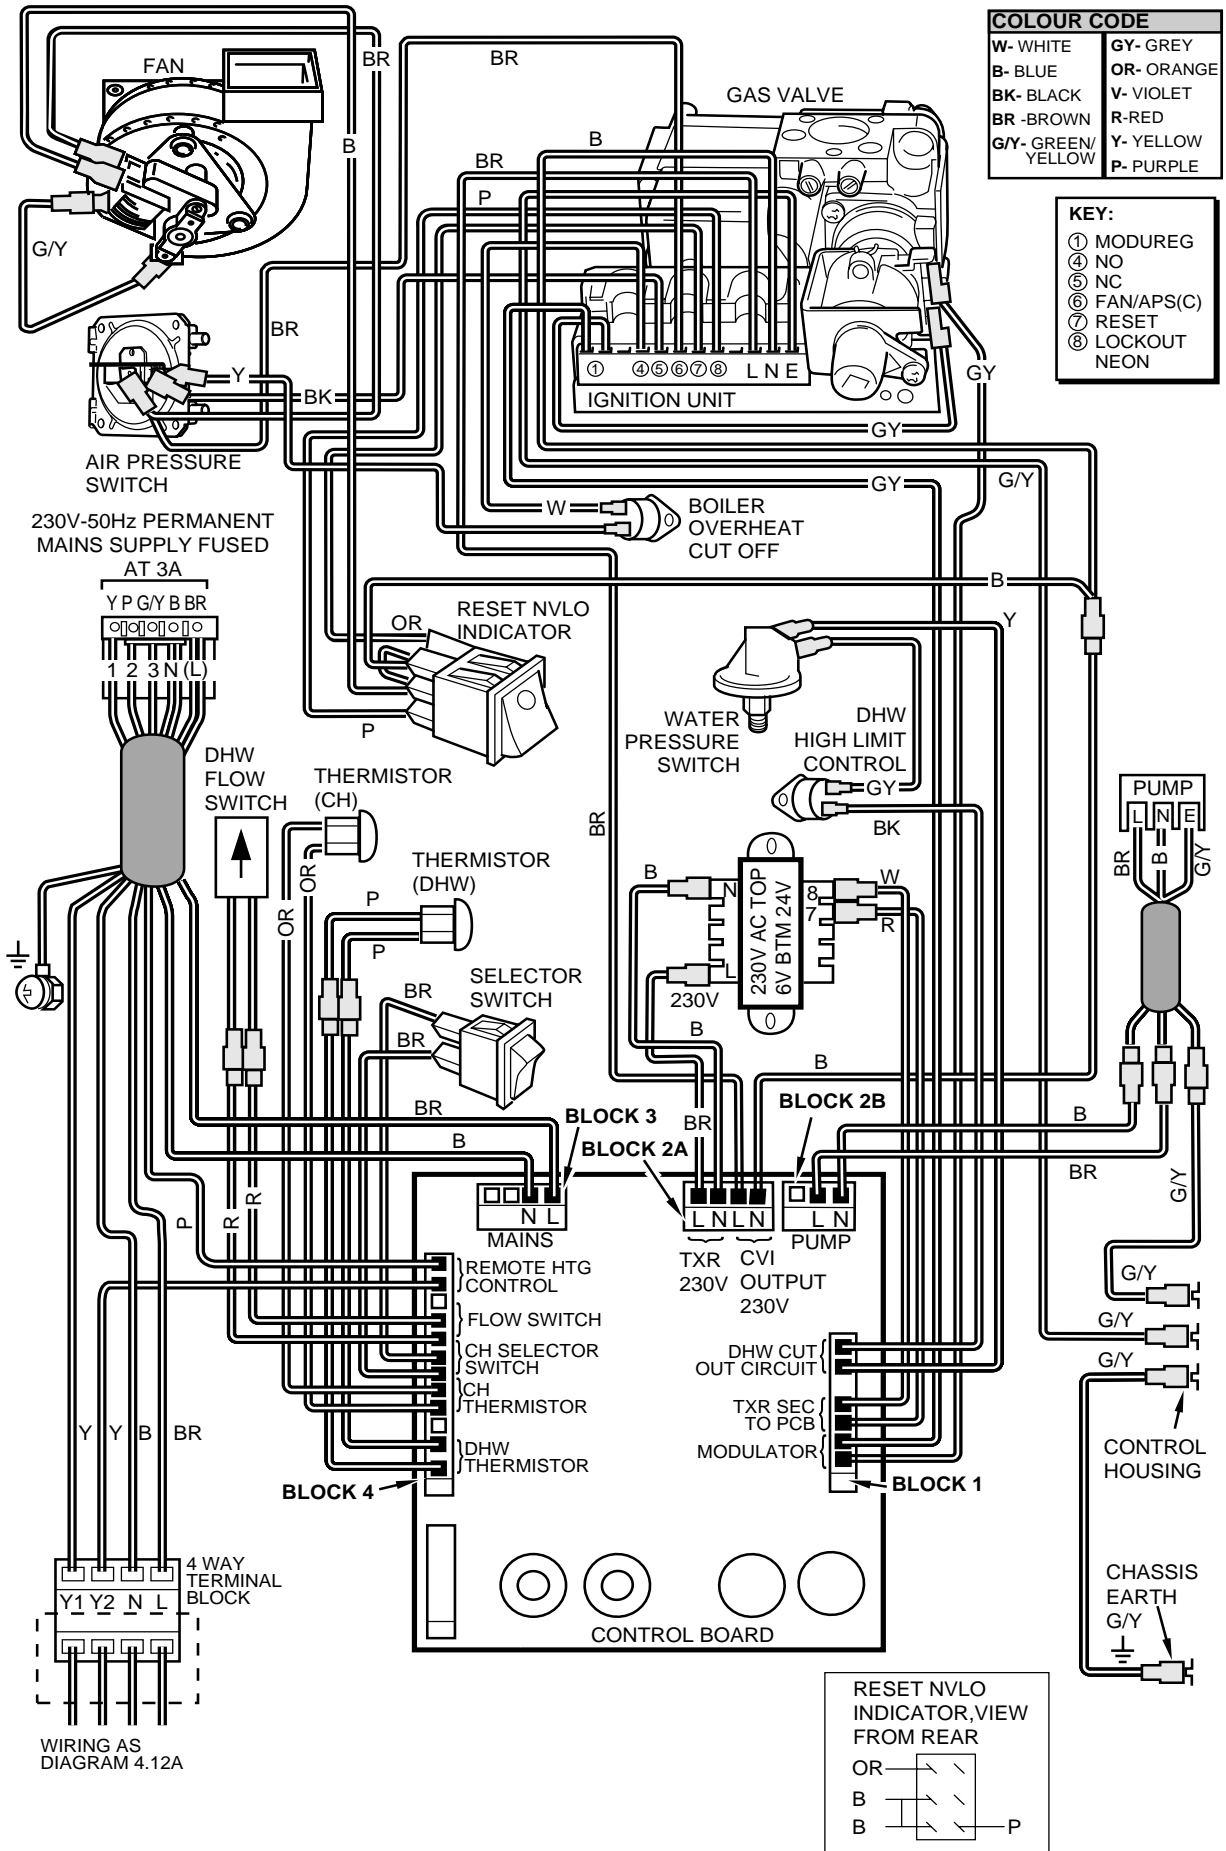 COLOUR CODE
W- WHITE
B- BLUE
BK- BLACK
BR -BROWN
G/Y- GREEN/
YELLOW
GY- GREY
OR- ORANGE
V- VIOLET
R-RED
Y- YELLOW
P- PURPLE
KEY:
① MODUREG
④ NO
⑤ NC
⑥ FAN/APS(C)
⑦ RESET
⑧ LOCKOUT
NEON
FAN
BR
BR
B
G/Y
GAS VALVE
B
BR
P
BR
Y
BK
① ④⑤⑥⑦⑧ L N E
IGNITION UNIT
GY
GY
GY
G/Y
AIR PRESSURE
SWITCH
W
BOILER
OVERHEAT
CUT OFF
230V-50Hz PERMANENT
MAINS SUPPLY FUSED
AT 3A
Y P G/Y B BR
1 2 3 N (L)
B
OR
RESET NVLO
INDICATOR
P
Y
WATER
PRESSURE
SWITCH
DHW
HIGH LIMIT
CONTROL
GY
BK
DHW
FLOW
SWITCH
THERMISTOR
(CH)
OR
OR
THERMISTOR
(DHW)
P
P
BR
B
N
L
230V
230V AC TOP
6V BTM 24V
8
7
W
R
PUMP
L N E
BR
B
G/Y
SELECTOR
SWITCH
BR
BR
B
B
BR
BR
B
BLOCK 3
BLOCK 2A
BLOCK 2B
B
BR
G/Y
P
R
R
N L
MAINS
L N L N
TXR
230V
CVI
OUTPUT
230V
L N
PUMP
REMOTE HTG
CONTROL
FLOW SWITCH
CH SELECTOR
SWITCH
CH
THERMISTOR
DHW
THERMISTOR
BLOCK 4
DHW CUT
OUT CIRCUIT
TXR SEC
TO PCB
MODULATOR
BLOCK 1
G/Y
G/Y
G/Y
CONTROL
HOUSING
Y Y B BR
4 WAY
TERMINAL
BLOCK
Y1 Y2 N L
CONTROL BOARD
CHASSIS
EARTH
G/Y
WIRING AS
DIAGRAM 4.12A
RESET NVLO
INDICATOR,VIEW
FROM REAR
OR
B
B
P